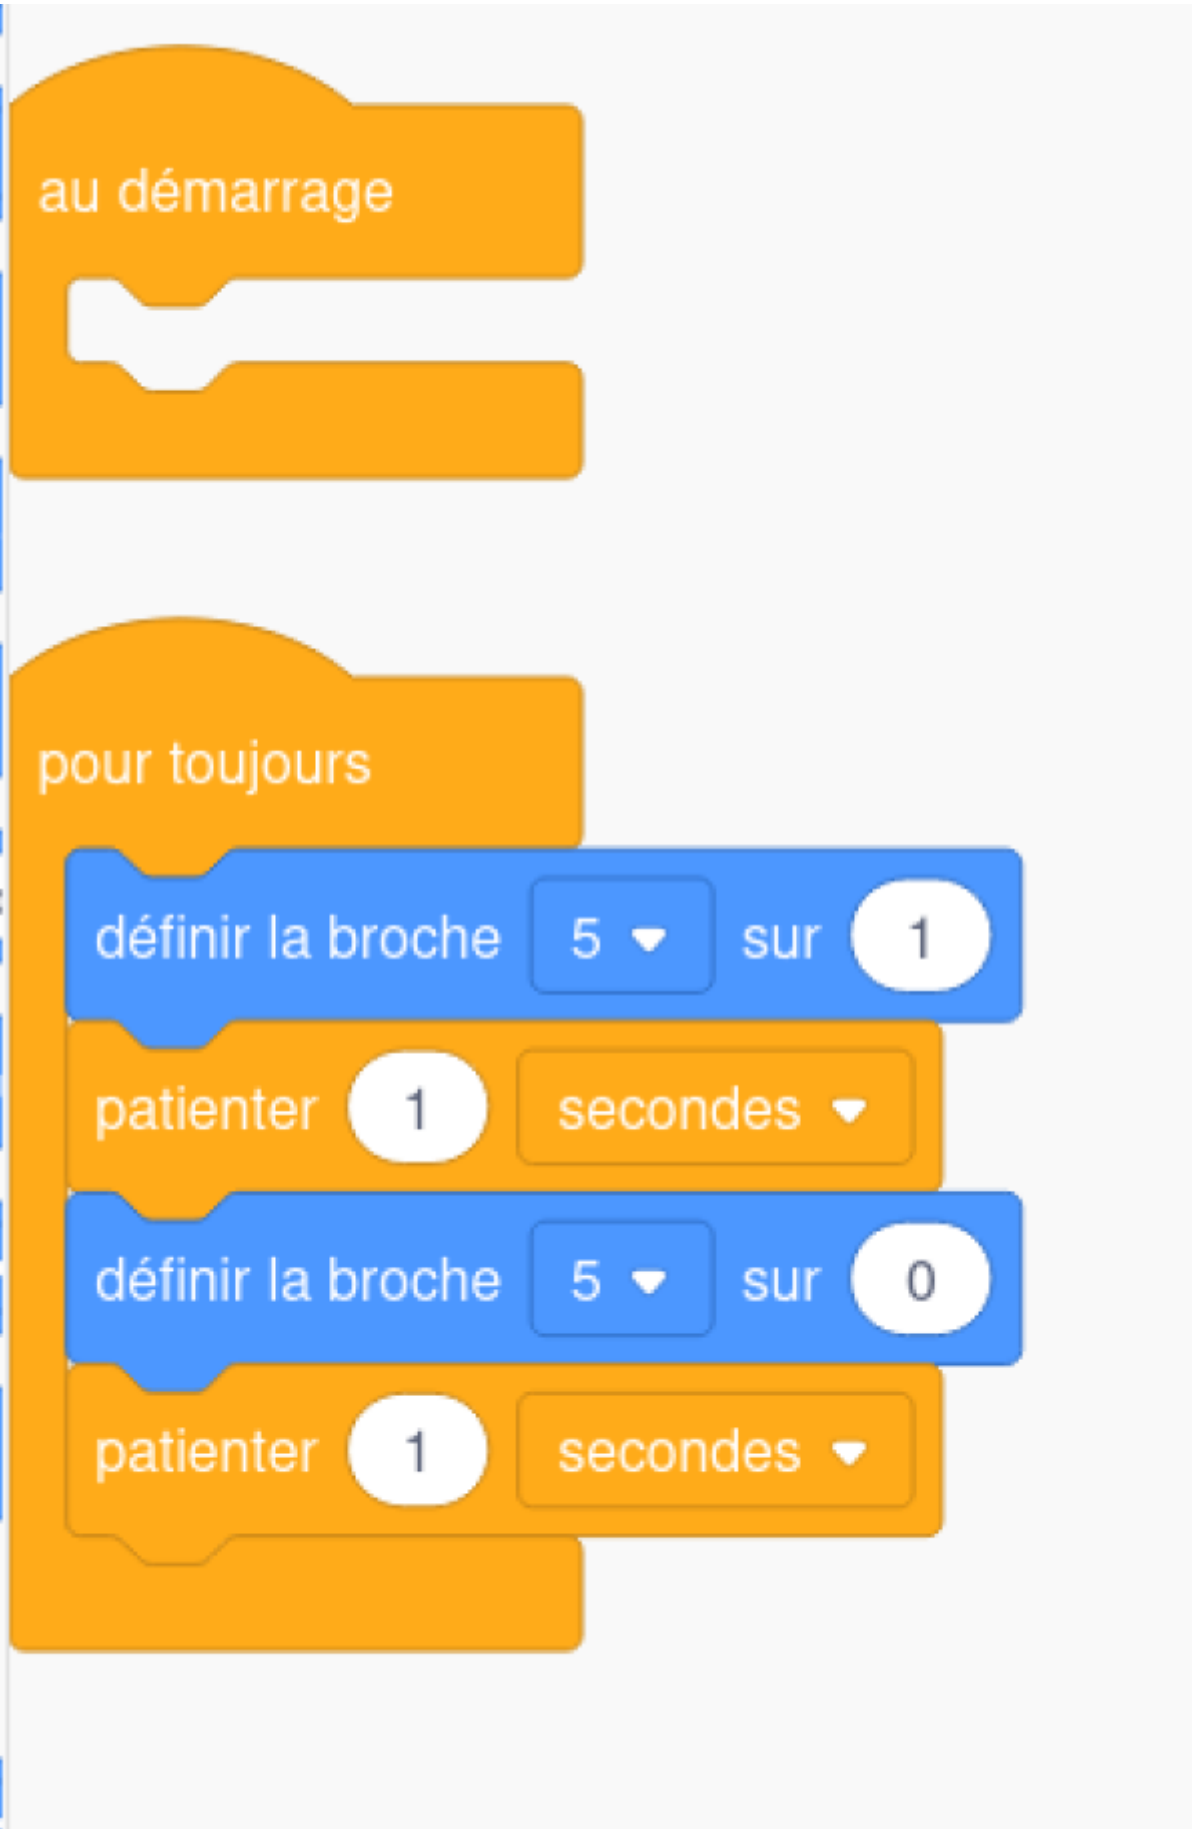 au démarrage
pour toujours
définir la broche 5 sur 1
patienter 1 secondes
définir la broche 5 sur 0
patienter 1 secondes